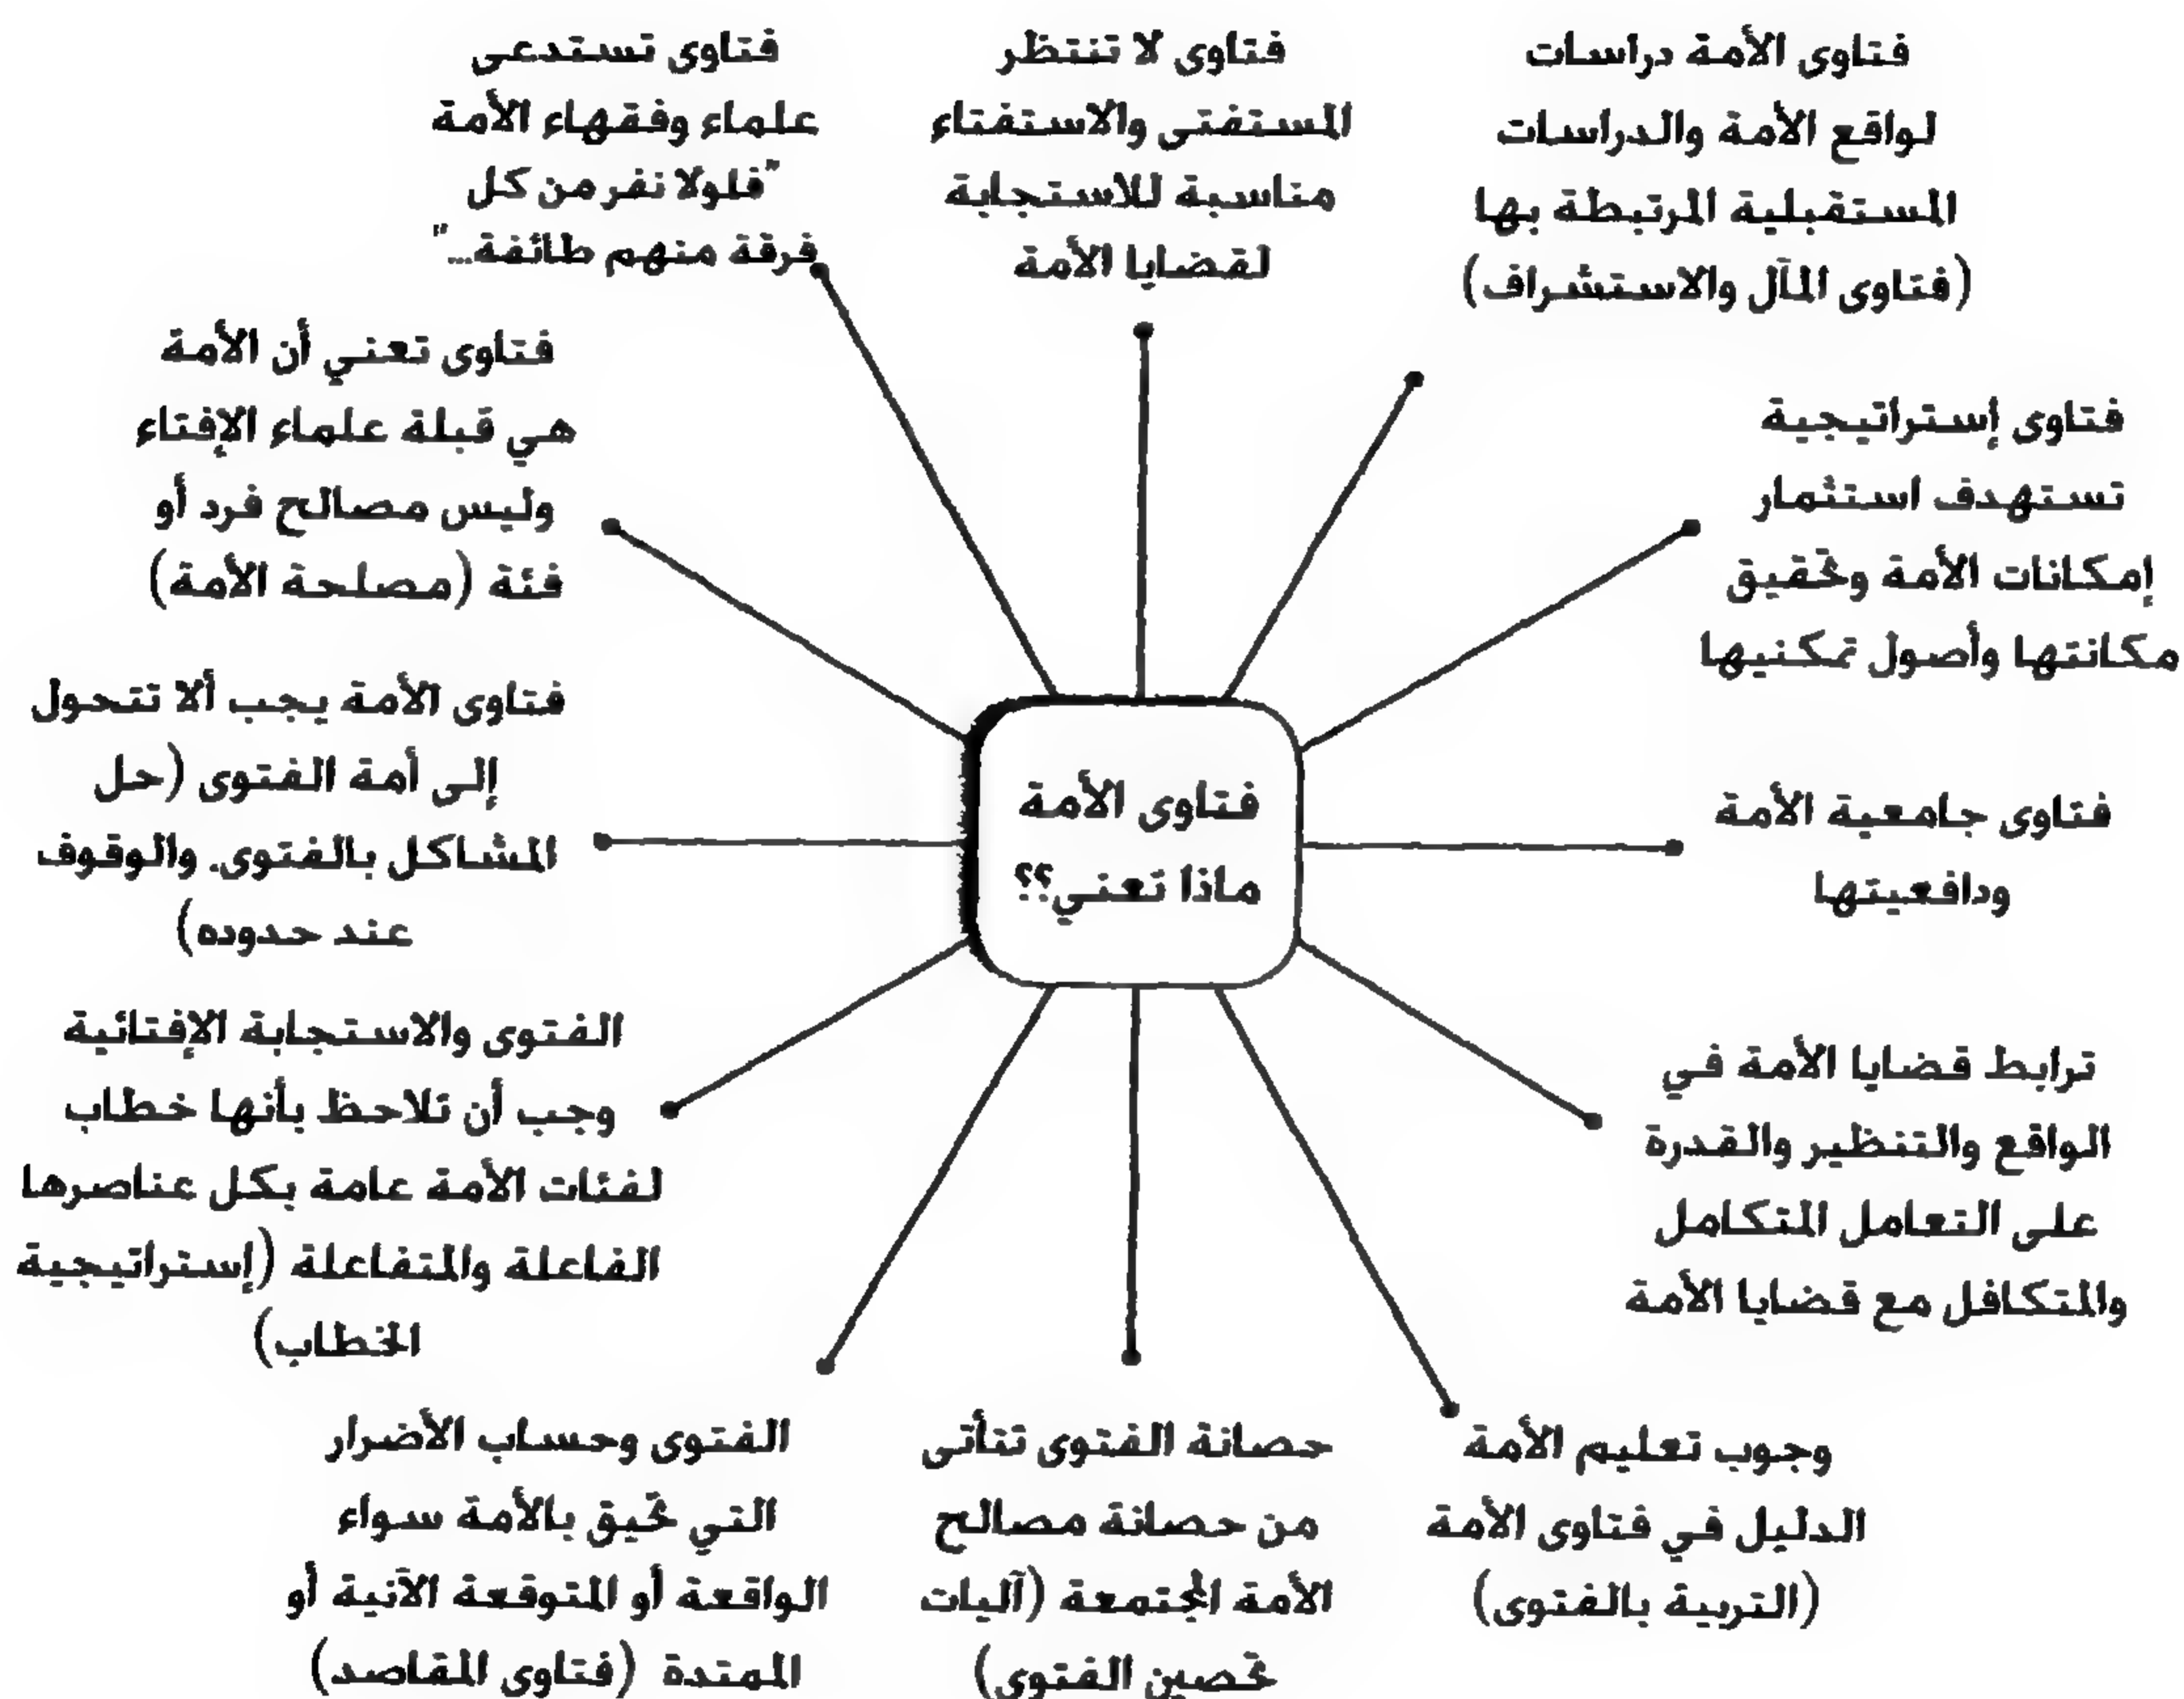 فتاوى الأمة
ماذا تعني؟؟
فتاوى الأمة دراسات
لواقع الأمة والدراسات
المستقبلية المرتبطة بها
(فتاوى المآل والاستشراف)
فتاوى إستراتيجية
تستهدف استثمار
إمكانات الأمة وتحقيق
مكانتها وأصول تمكنيها
فتاوى جامعية الأمة
ودافعيتها
ترابط قضايا الأمة في
الواقع والتنظير والقدرة
على التعامل المتكامل
والمتكافل مع قضايا الأمة
وجوب تعليم الأمة
الدليل في فتاوى الأمة
(التربية بالفتوى)
حصانة الفتوى تتأتى
من حصانة مصالح
الأمة المجتمعة (آليات
تحصين الفتوى)
الفتوى وحساب الأضرار
التي تحيق بالأمة سواء
الواقعة أو المتوقعة الآنية أو
الممتدة (فتاوى المقاصد)
الفتوى والاستجابة الإفتائية
وجب أن تلاحظ بأنها خطاب
لفئات الأمة عامة بكل عناصرها
الفاعلة والمتفاعلة (إستراتيجية
الخطاب)
فتاوى الأمة يجب ألا تتحول
إلى أمة الفتوى (حل
المشاكل بالفتوى. والوقوف
عند حدوده)
فتاوى تعني أن الأمة
هي قبلة علماء الإفتاء
وليس مصالح فرد أو
فئة (مصلحة الأمة)
فتاوى تستدعى
علماء وفقهاء الأمة
"فلولا نفر من كل
فرقة منهم طائفة..."
فتاوى لا تنتظر
المستفتى والاستفتاء
مناسبة للاستجابة
لقضايا الأمة